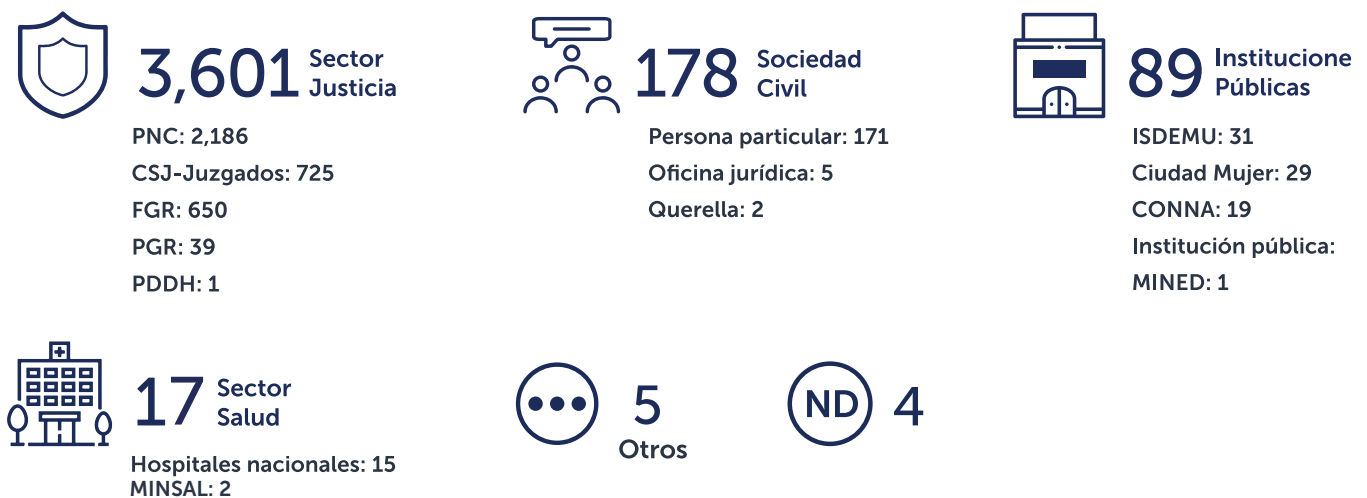 3,601 Sector
Justicia
PNC: 2,186
CSJ-Juzgados: 725
FGR: 650
PGR: 39
PDDH: 1
178 Sociedad
Civil
Persona particular: 171
Oficina jurídica: 5
Querella: 2
89 Institucione
Públicas
ISDEMU: 31
Ciudad Mujer: 29
CONNA: 19
Institución pública:
MINED: 1
17 Sector
Salud
Hospitales nacionales: 15
MINSAL: 2
5
Otros
ND 4